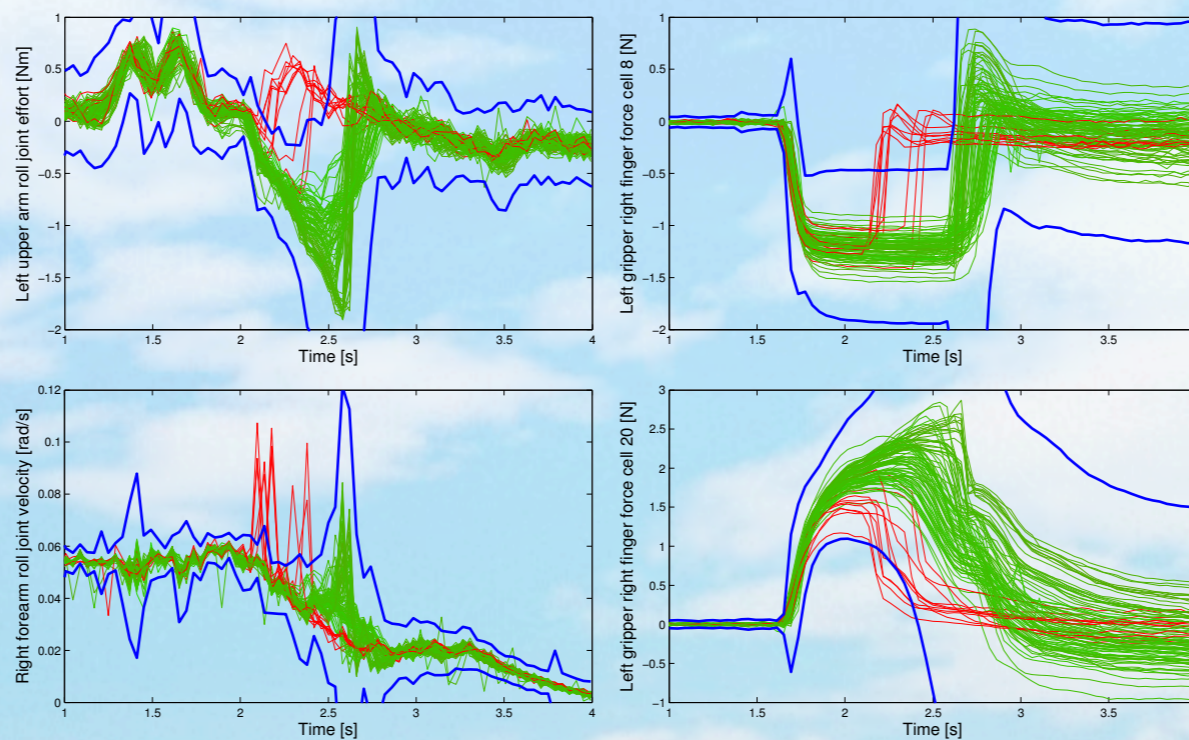 Left upper arm roll joint effort [Nm]
1
0.5
0
−0.5
−1
−1.5
−2
1 1.5 2 2.5 3 3.5 4
Time [s]
Left gripper right finger force cell 8 [N]
1
0.5
0
−0.5
−1
−1.5
−2
1 1.5 2 2.5 3 3.5
Time [s]
Right forearm roll joint velocity [rad/s]
0.12
0.1
0.08
0.06
0.04
0.02
0
1 1.5 2 2.5 3 3.5 4
Time [s]
Left gripper right finger force cell 20 [N]
3
2.5
2
1.5
1
0.5
0
−0.5
−1
1 1.5 2 2.5 3 3.5
Time [s]